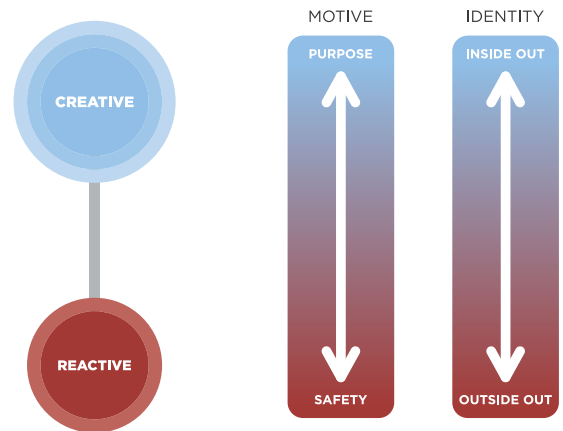 MOTIVE
IDENTITY
PURPOSE
INSIDE OUT
CREATIVE
REACTIVE
SAFETY
OUTSIDE OUT